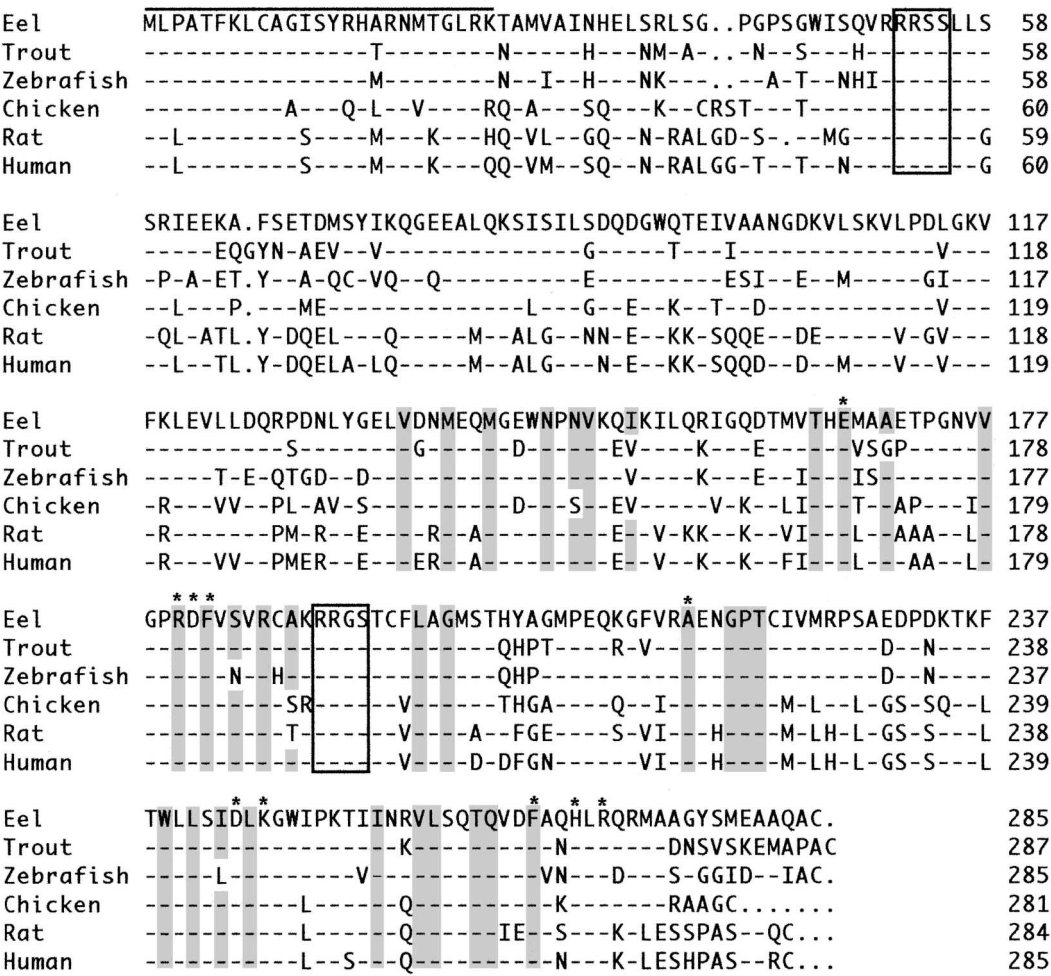 Eel MLPATFKLCAGISYRHARNMTGLRKTAMVAINHELSRLSG..PGPSGWISQVRRRSSLLS 58
Trout ----------------T--------N-----H---NM-A-..-N--S---H--------- 58
Zebrafish ----------------M--------N--I--H---NK---..--A-T--NHI-------- 58
Chicken ----------A---Q-L--V----RQ-A---SQ---K--CRST---T------------- 60
Rat --L--------S----M---K---HQ-VL--GQ--N-RALGD-S-.--MG---------G 59
Human --L--------S----M---K---QQ-VM--SQ--N-RALGG-T--T--N---------G 60
Eel SRIEEKA.FSETDMSYIKQGEEALQKSISILSDQDGWQTEIVAANGDKVLSKVLPDLGKV 117
Trout -----EQGYN-AEV--V--------------G-----T---I--------------V--- 118
Zebrafish -P-A-ET.Y--A-QC-VQ--Q----------E---------ESI--E--M-----GI--- 117
Chicken --L---P.---ME--------------L---G--E--K--T--D------------V--- 119
Rat -QL-ATL.Y-DQEL---Q-----M--ALG--NN-E--KK-SQQE--DE-----V-GV--- 118
Human --L--TL.Y-DQELA-LQ-----M--ALG---N-E--KK-SQQD--D--M---V--V--- 119
*
Eel FKLEVLLDQRPDNLYGELVDNMEQMGEWNPNVKQIKILQRIGQDTMVTHEMAAETPGNVV 177
Trout ----------S--------G------D------EV----K---E------VSGP------ 178
Zebrafish -----T-E-QTGD--D------------------V----K---E--I---IS-------- 177
Chicken -R---VV--PL-AV-S----------D---S--EV-----V-K--LI---T--AP---I- 179
Rat -R-------PM-R--E----R--A---------E--V-KK--K--VI---L-AAA---L- 178
Human -R---VV--PMER--E---ER--A---------E--V--K--K--FI---L--AA---L- 179
*** *
Eel GPRDFVSVRCAKRRGSTCFLAGMSTHYAGMPEQKGFVRAENGPTCIVMRPSAEDPDKTKF 237
Trout -------------------------QHPT----R-V----------------D--N---- 238
Zebrafish ------N--H---------------QHP------------------------D--N---- 237
Chicken ----------SR------V------THGA----Q--I--------M-L--L-GS-SQ--L 239
Rat ----------T-------V----A--FGE----S-VI---H----M-LH-L-GS-S---L 238
Human ------------------V----D-DFGN------VI---H----M-LH-L-GS-S---L 239
* * * * *
Eel TWLLSIDLKGWIPKTIINRVLSQTQVDFAQHLRQRMAAGYSMEAAQAC. 285
Trout ------------------K----------N-------DNSVSKEMAPAC 287
Zebrafish -----L---------V------------VN---D---S-GGID--IAC. 285
Chicken -----------L------Q----------K-------RAAGC....... 281
Rat -----------L------Q------IE--S---K-LESSPAS--QC... 284
Human -----------L--S---Q----------N---K-LESHPAS--RC... 285